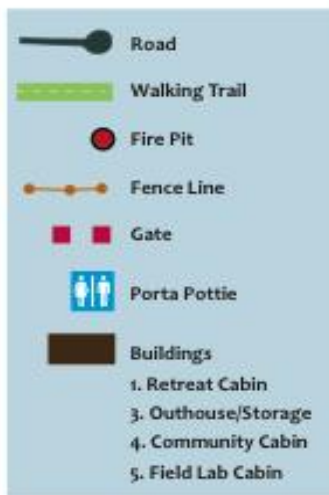 Road
Walking Trail
Fire Pit
Fence Line
Gate
Porta Pottie
Buildings
1. Retreat Cabin
3. Outhouse/Storage
4. Community Cabin
5. Field Lab Cabin